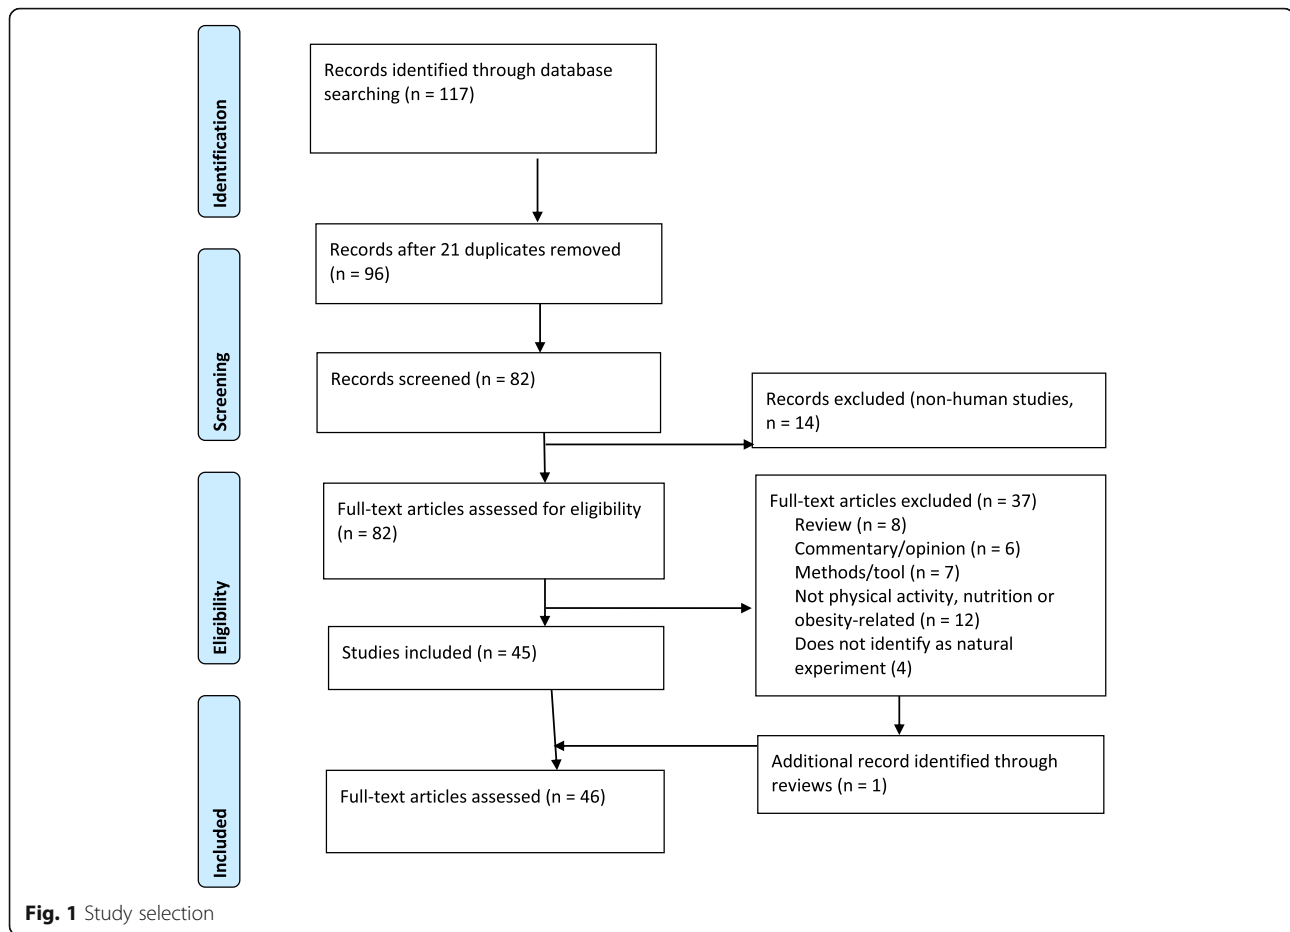 Identification
Records identified through database
searching (n = 117)
Records after 21 duplicates removed
(n = 96)
Screening
Records screened (n = 82)
Records excluded (non-human studies,
n = 14)
Eligibility
Full-text articles assessed for eligibility
(n = 82)
Full-text articles excluded (n = 37)
Review (n = 8)
Commentary/opinion (n = 6)
Methods/tool (n = 7)
Not physical activity, nutrition or
obesity-related (n = 12)
Does not identify as natural
experiment (4)
Studies included (n = 45)
Additional record identified through
reviews (n = 1)
Included
Full-text articles assessed (n = 46)
Fig. 1 Study selection